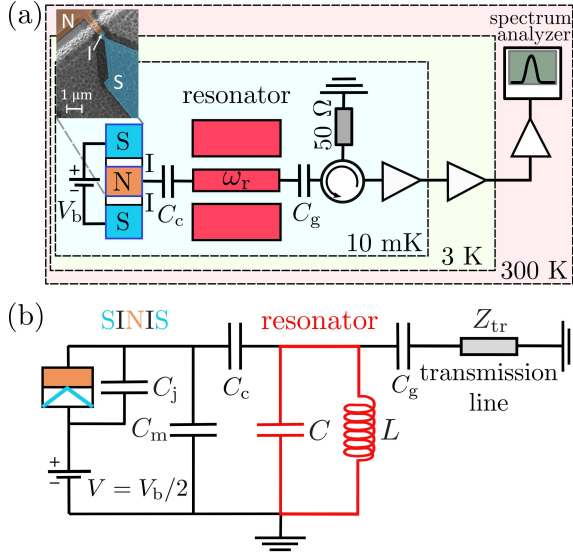 (a)
spectrum
analyzer
N
I
S
1 μm
resonator
50 Ω
S
I
N
I
S
+
−
V_b
C_c
ω_r
C_g
10 mK
3 K
300 K
(b)
SINIS
resonator
Z_tr
C_j
C_c
C_g
transmission
line
C_m
C
L
+
−
V = V_b/2